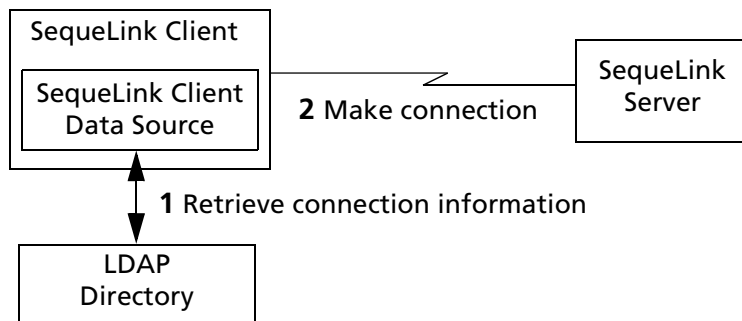 SequeLink Client
SequeLink Client
Data Source
2 Make connection
SequeLink
Server
1 Retrieve connection information
LDAP
Directory